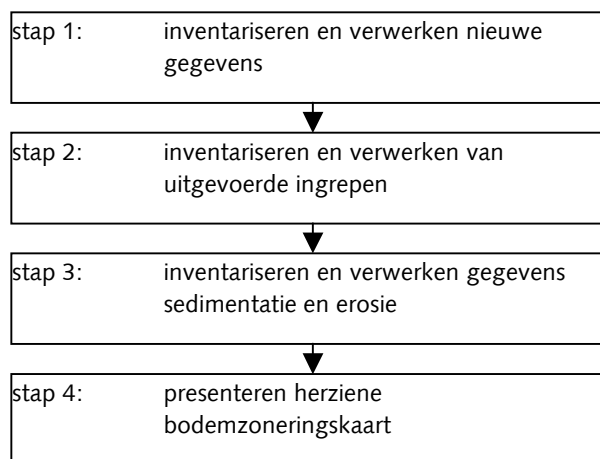 stap 1: inventariseren en verwerken nieuwe
gegevens
stap 2: inventariseren en verwerken van
uitgevoerde ingrepen
stap 3: inventariseren en verwerken gegevens
sedimentatie en erosie
stap 4: presenteren herziene
bodemzoneringskaart